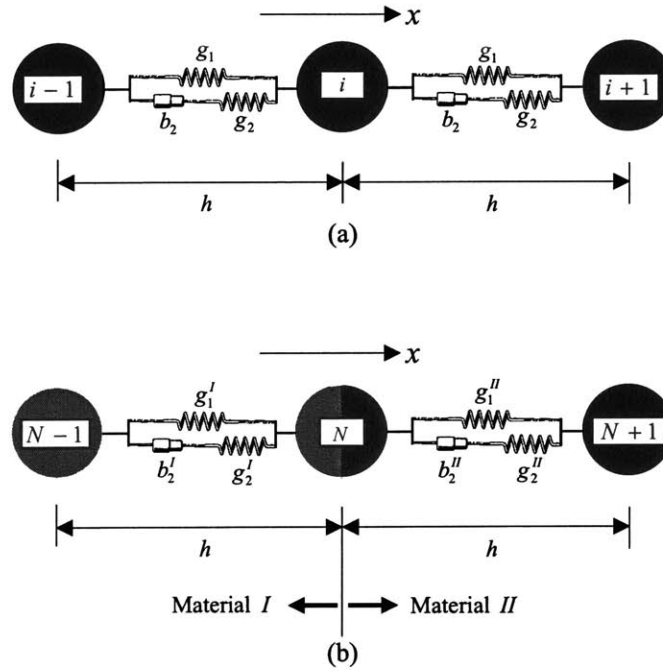 x
g₁ g₁
i − 1 i i + 1
b₂ g₂ b₂ g₂
h h
(a)
x
g₁ᴵ g₁ᴵᴵ
N − 1 N N + 1
b₂ᴵ g₂ᴵ b₂ᴵᴵ g₂ᴵᴵ
h h
Material I Material II
(b)